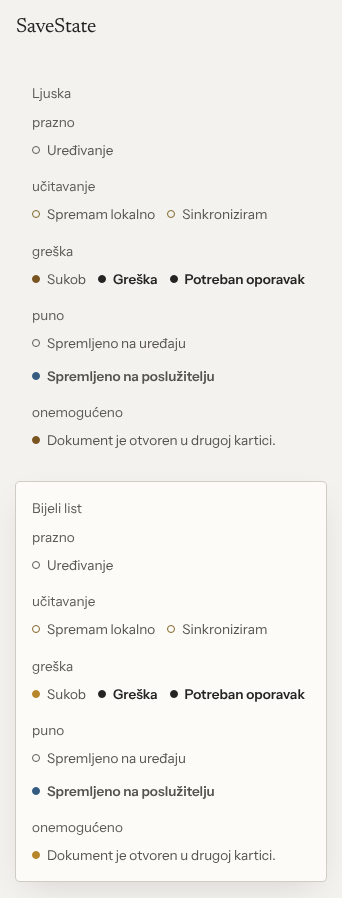 SaveState
Ljuska
prazno
Uređivanje
učitavanje
Spremam lokalno Sinkroniziram
greška
Sukob Greška Potreban oporavak
puno
Spremljeno na uređaju
Spremljeno na poslužitelju
onemogućeno
Dokument je otvoren u drugoj kartici.
Bijeli list
prazno
Uređivanje
učitavanje
Spremam lokalno Sinkroniziram
greška
Sukob Greška Potreban oporavak
puno
Spremljeno na uređaju
Spremljeno na poslužitelju
onemogućeno
Dokument je otvoren u drugoj kartici.